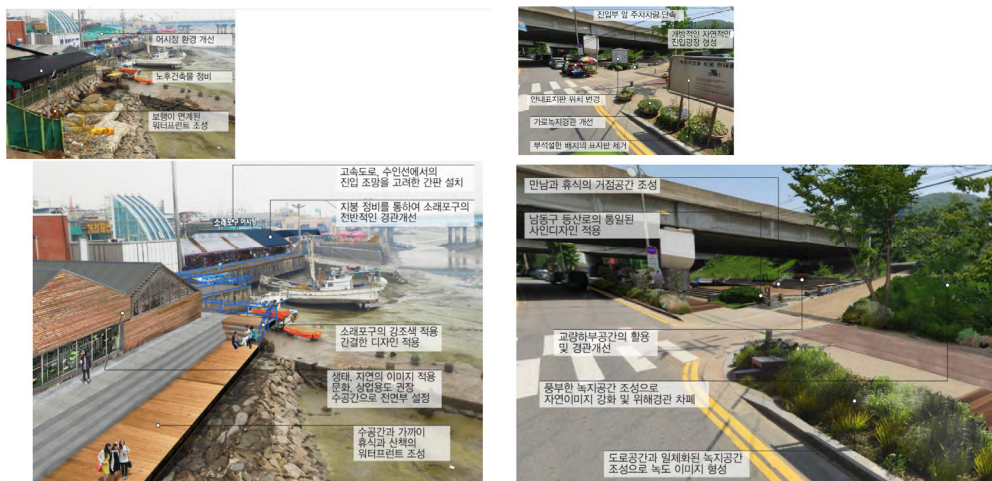 어시장 환경 개선
노후건축물 정비
보행이 연계된
워터프런트 조성
진입부 앞 주차차량 단속
개방적인 자연적인
진입광장 형성
안내표지판 위치 변경
가로녹지경관 개선
부적절한 배치의 표지판 제거
고속도로, 수인선에서의
진입 조망을 고려한 간판 설치
지붕 정비를 통하여 소래포구의
전반적인 경관개선
소래포구 어시장
소래포구의 강조색 적용
간결한 디자인 적용
생태, 자연의 이미지 적용
문화, 상업용도 권장
수공간으로 전면부 설정
수공간과 가까이
휴식과 산책의
워터프런트 조성
만남과 휴식의 거점공간 조성
남동구 등산로의 통일된
사인디자인 적용
교량하부공간의 활용
및 경관개선
풍부한 녹지공간 조성으로
자연이미지 강화 및 위해경관 차폐
도로공간과 일체화된 녹지공간
조성으로 녹도 이미지 형성